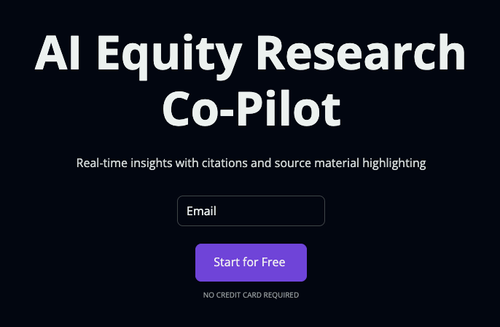 AI Equity Research
Co-Pilot
Real-time insights with citations and source material highlighting
Email
Start for Free
NO CREDIT CARD REQUIRED